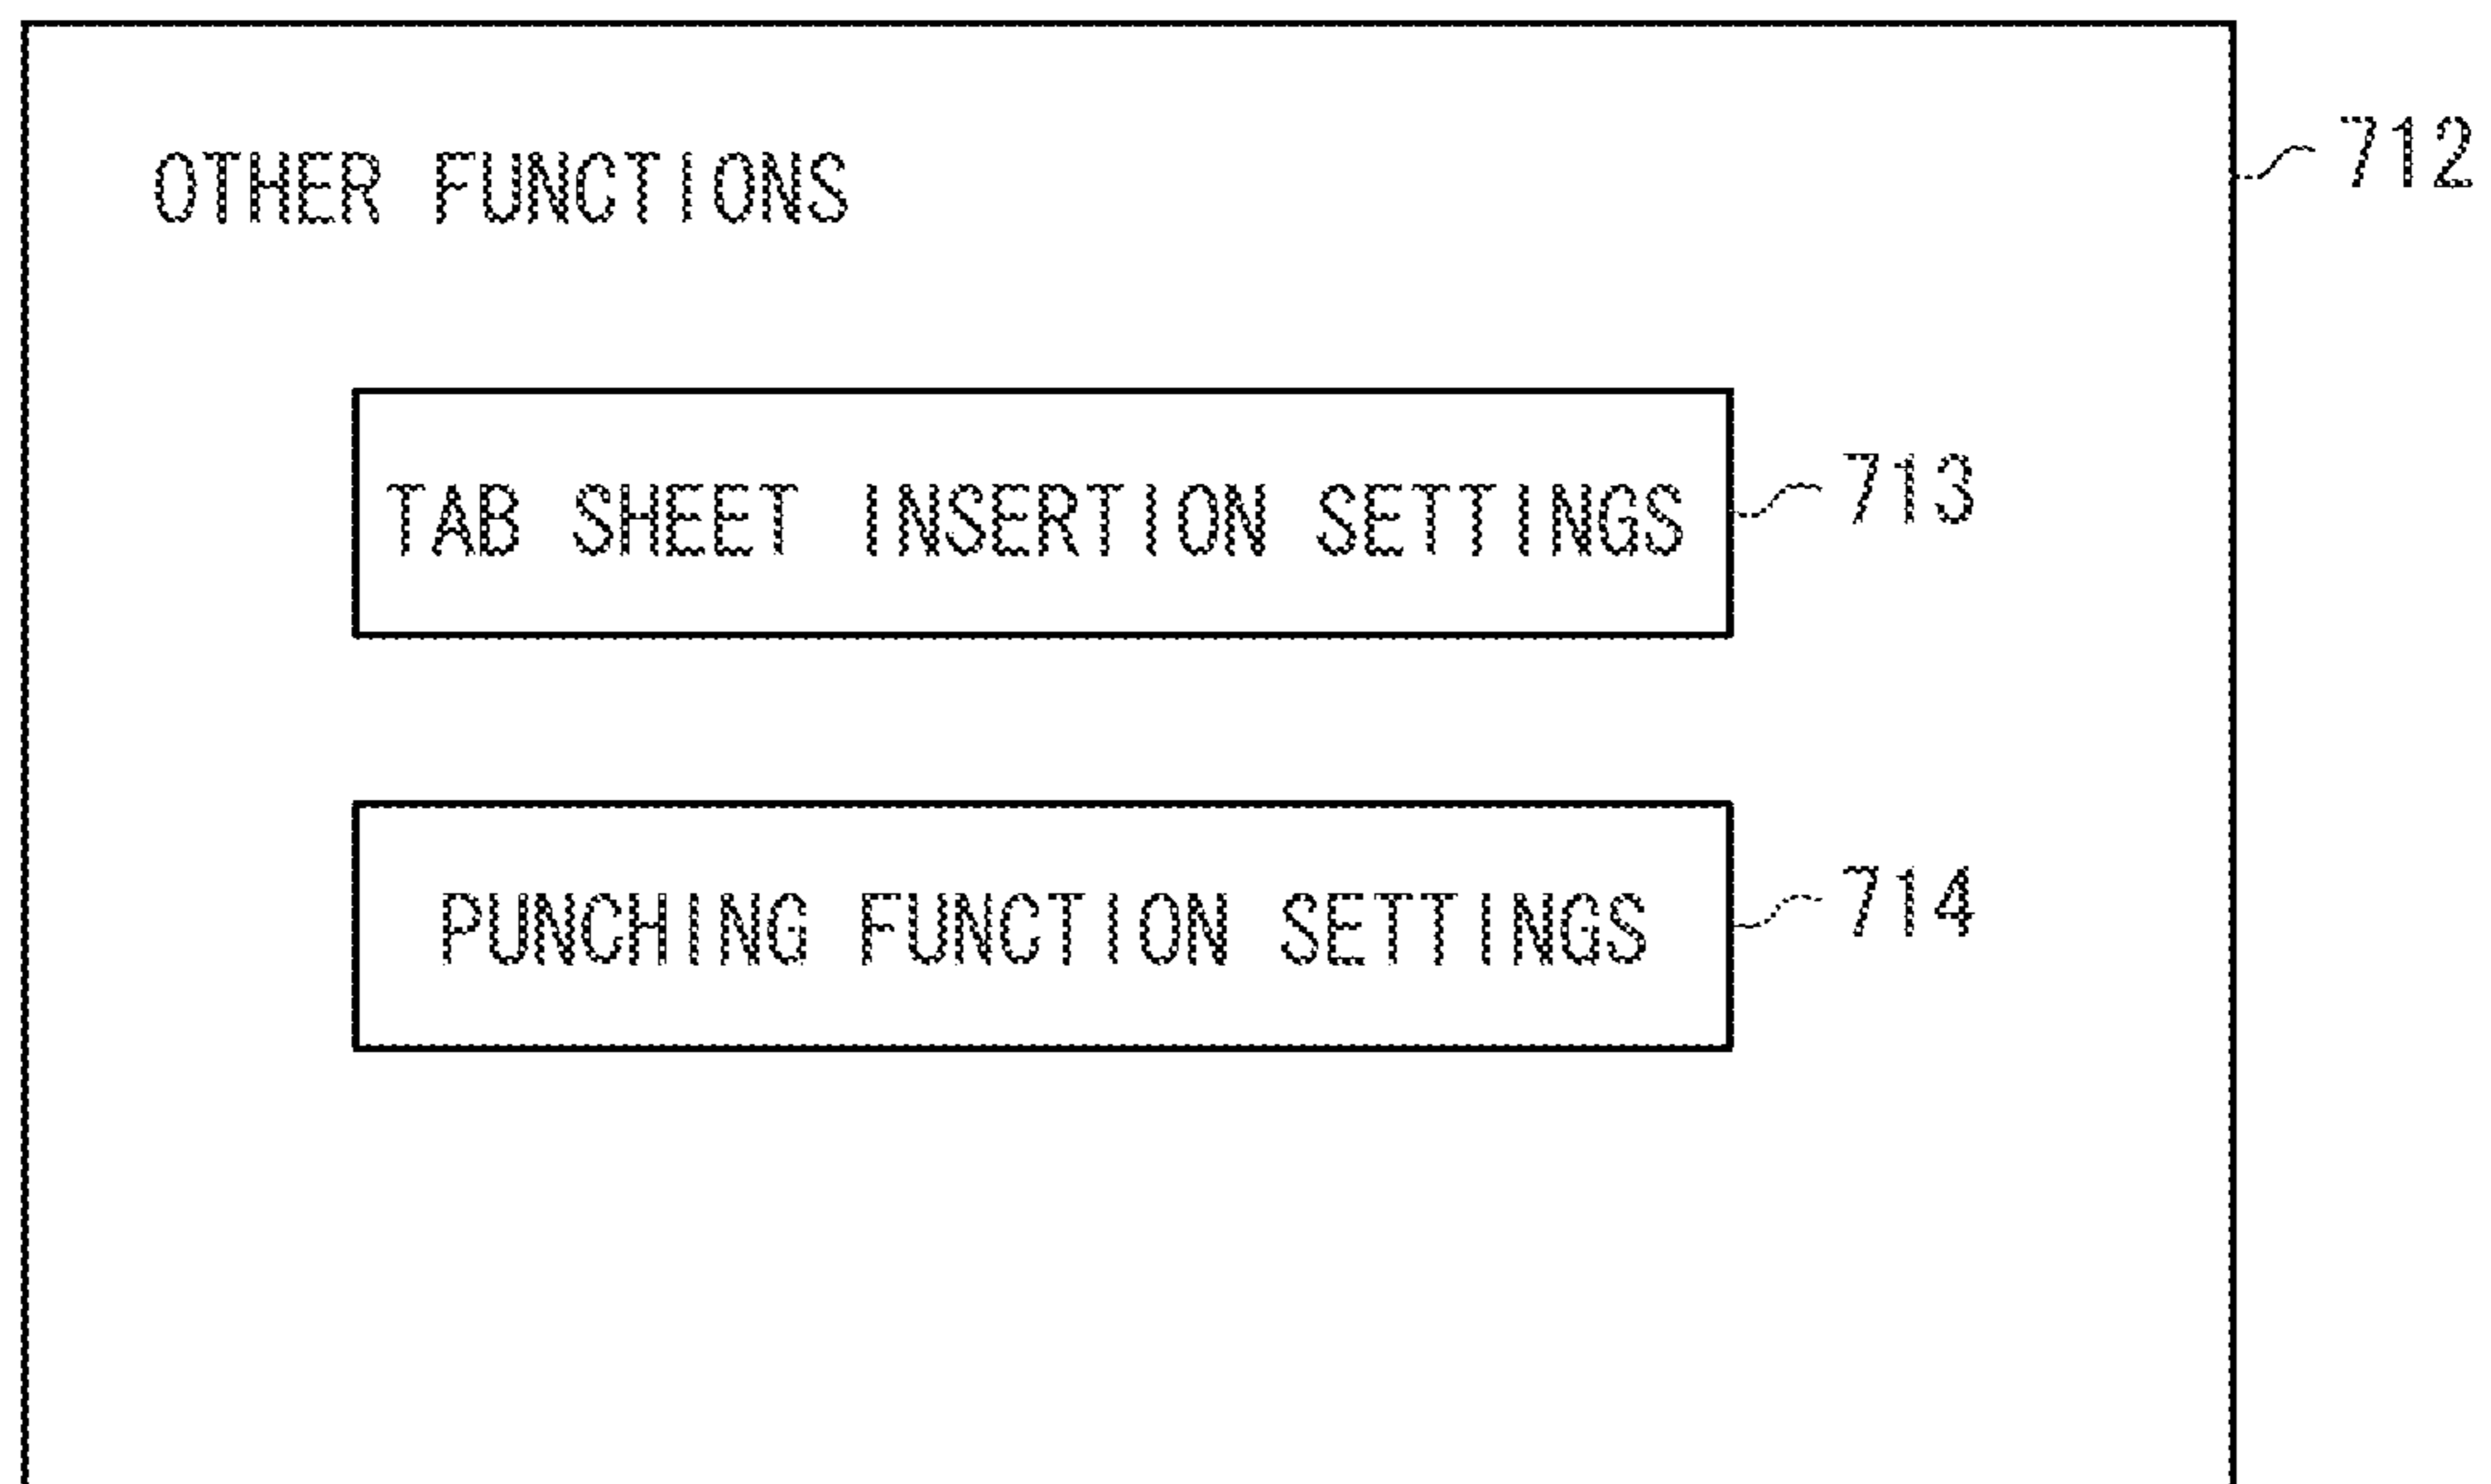 OTHER FUNCTIONS
712
TAB SHEET INSERTION SETTINGS
713
PUNCHING FUNCTION SETTINGS
714